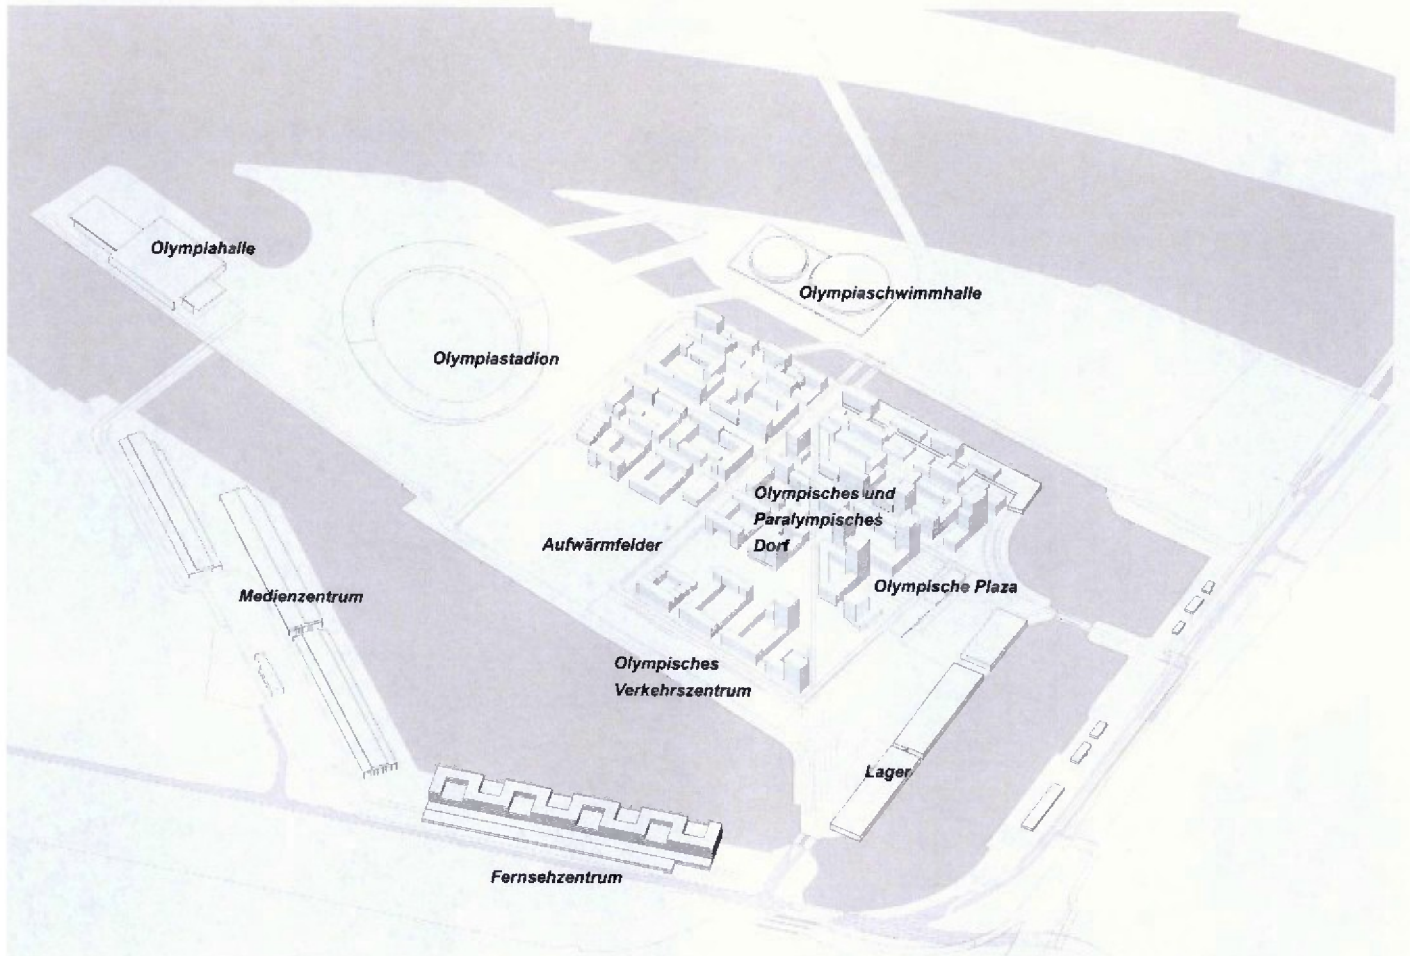 Olympiahalle
Olympiaschwimmhalle
Olympiastadion
Olympisches und
Paralympisches
Dorf
Aufwärmfelder
Olympische Plaza
Medienzentrum
Olympisches
Verkehrszentrum
Lager
Fernsehzentrum